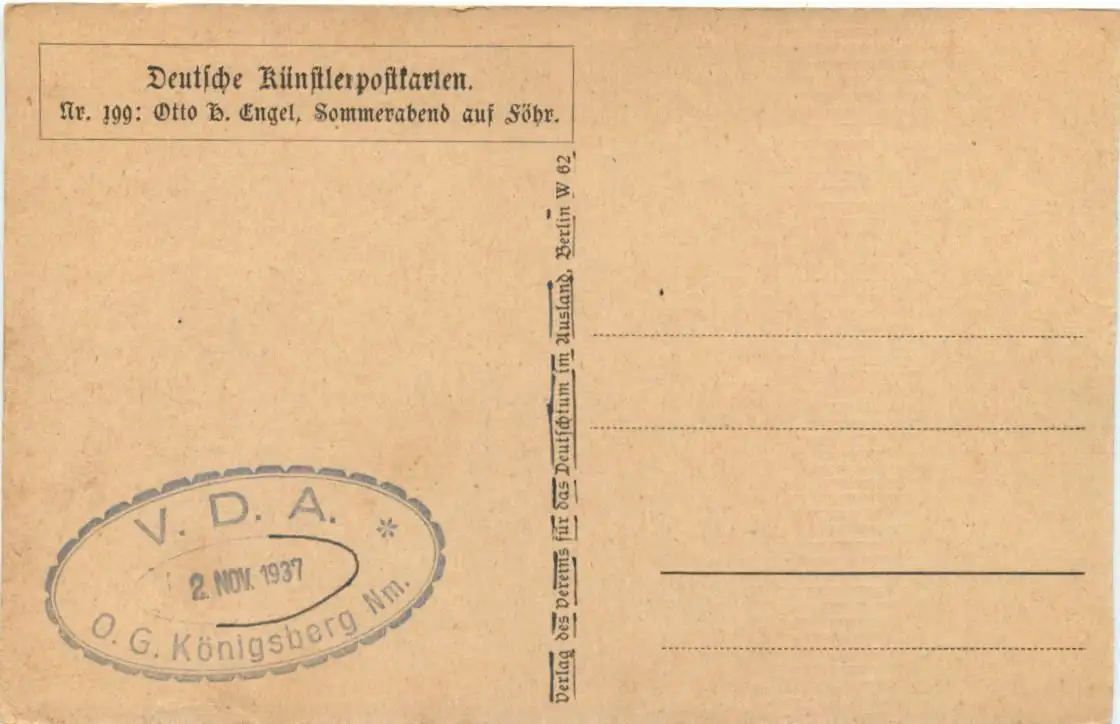 Deutsche Künstlerpostkarten.
Nr. 199: Otto H. Engel, Sommerabend auf Föhr.
Verlag des Vereins für das Deutschtum im Ausland, Berlin W 62
V. D. A. *
2. NOV. 1937
O. G. Königsberg Nm.